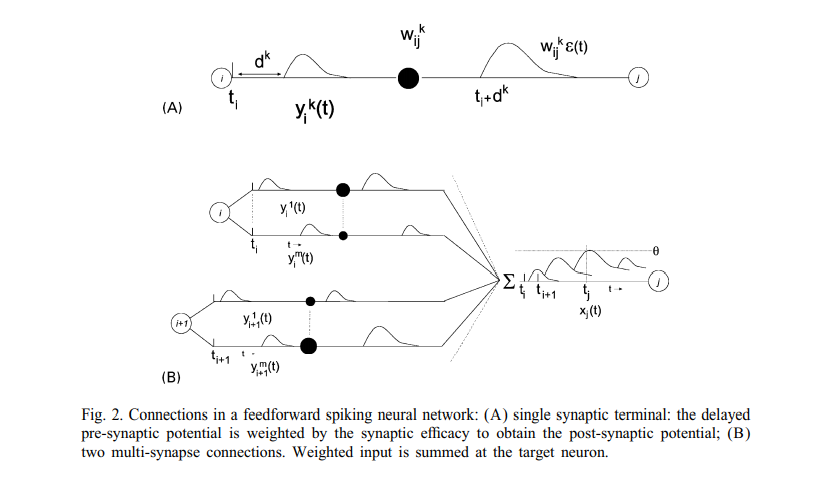 w_ij^k
d^k
w_ij^k ε(t)
i
j
t_i
y_i^k(t)
t_i+d^k
(A)
i
y_i^1(t)
t_i
t
y_i^m(t)
θ
Σ
t_i
t_i+1
t_j
t
j
x_j(t)
i+1
y_i+1^1(t)
t_i+1
t
y_i+1^m(t)
(B)
Fig. 2. Connections in a feedforward spiking neural network: (A) single synaptic terminal: the delayed
pre-synaptic potential is weighted by the synaptic efficacy to obtain the post-synaptic potential; (B)
two multi-synapse connections. Weighted input is summed at the target neuron.